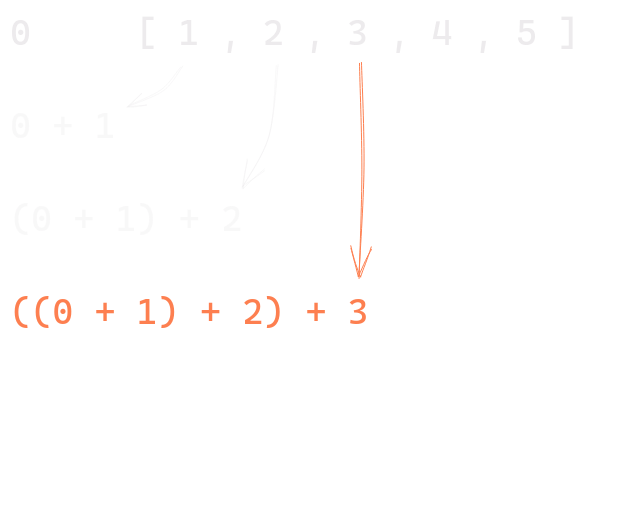 0 [ 1 , 2 , 3 , 4 , 5 ]
0 + 1
(0 + 1) + 2
((0 + 1) + 2) + 3